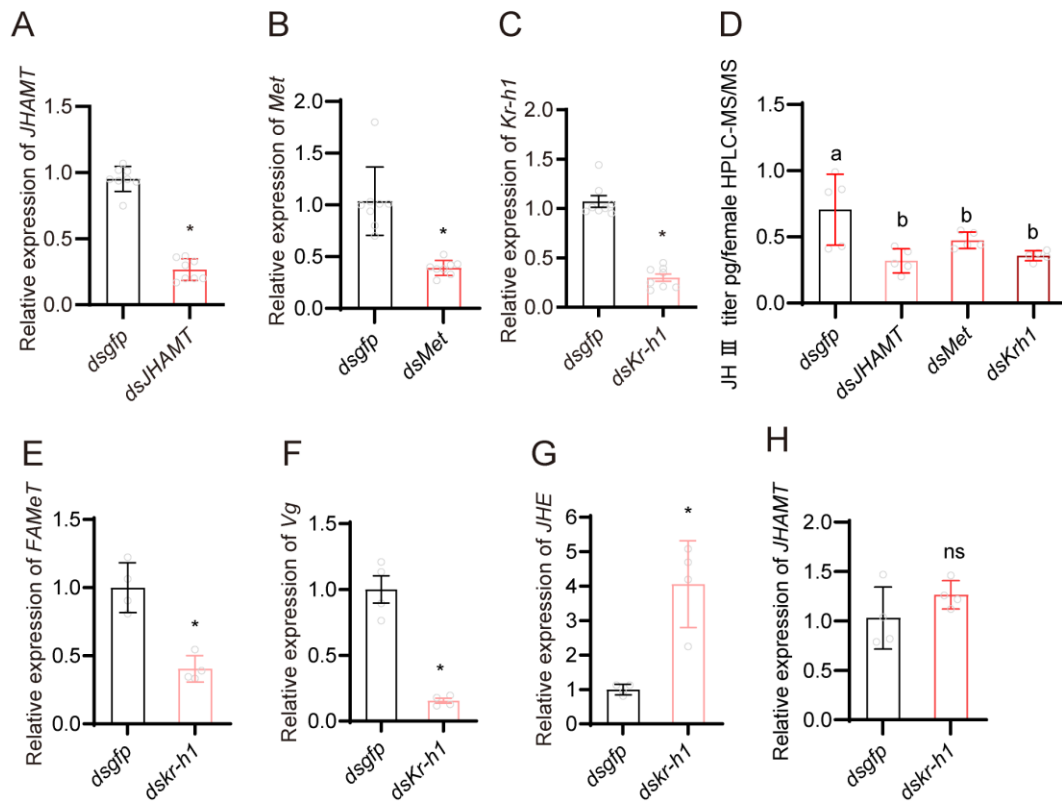 A
Relative expression of JHAMT
1.5
1.0
0.5
0.0
*
dsgfp
dsJHAMT
B
Relative expression of Met
2.0
1.5
1.0
0.5
0.0
*
dsgfp
dsMet
C
Relative expression of Kr-h1
2.0
1.5
1.0
0.5
0.0
*
dsgfp
dsKr-h1
D
JH III titer pg/female HPLC-MS/MS
1.5
1.0
0.5
0.0
a
b
b
b
dsgfp
dsJHAMT
dsMet
dsKrh1
E
Relative expression of FAMeT
1.5
1.0
0.5
0.0
*
dsgfp
dskr-h1
F
Relative expression of Vg
1.5
1.0
0.5
0.0
*
dsgfp
dsKr-h1
G
Relative expression of JHE
6
5
4
3
2
1
0
*
dsgfp
dskr-h1
H
Relative expression of JHAMT
2.0
1.5
1.0
0.5
0.0
ns
dsgfp
dskr-h1